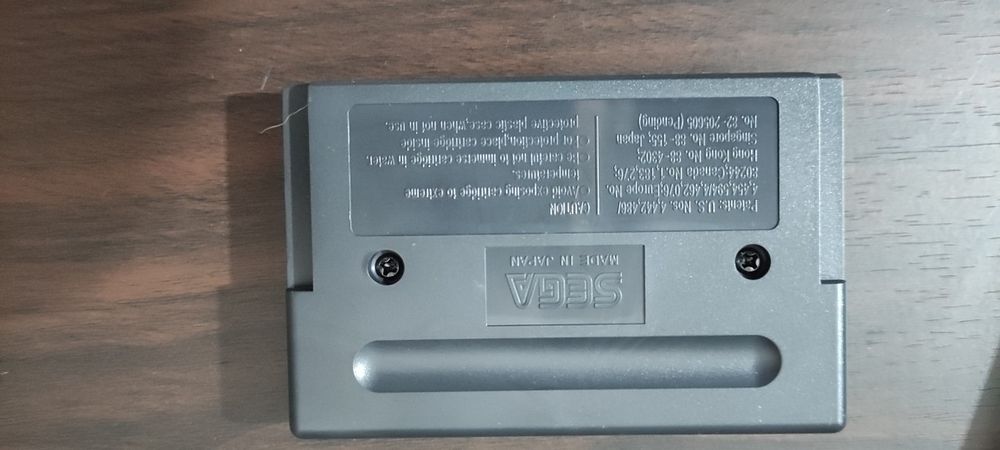 Patents: U.S. Nos. 4,442,486/
4,454,594/4,462,076; Europe No.
80244; Canada No. 1,183,276;
Hong Kong No. 88-4302;
Singapore No. 88-155; Japan
No. 82-205605 (Pending)
CAUTION
Avoid exposing cartridge to extreme
temperatures.
Be careful not to immerse cartridge in water.
For protection,place cartridge inside
protective plastic case,when not in use.
SEGA
MADE IN JAPAN